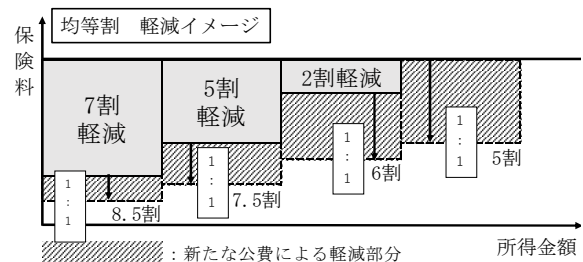 保険料
均等割 軽減イメージ
7割
軽減
5割
軽減
2割軽減
1:1
1:1
1:1
1:1
8.5割
7.5割
6割
5割
所得金額
:新たな公費による軽減部分